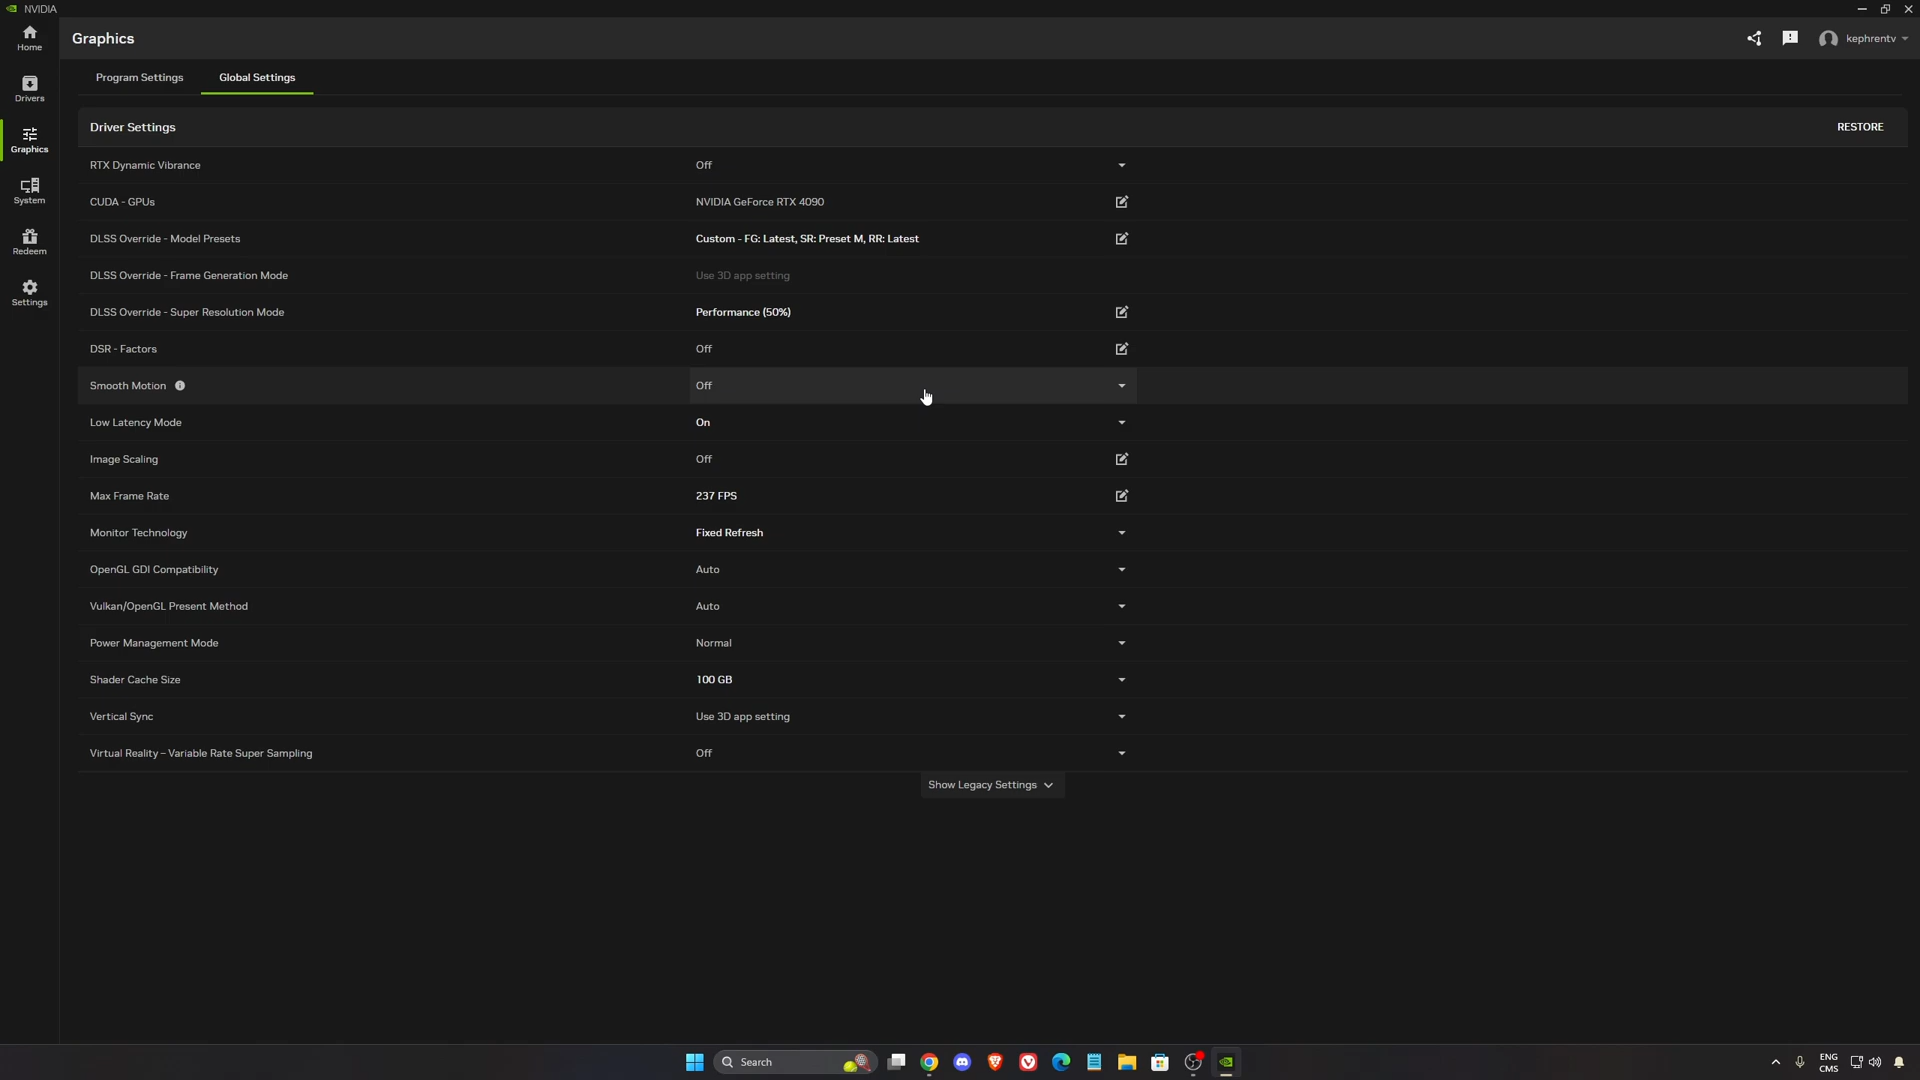 NVIDIA
Home
Graphics
kephrentv
Program Settings
Global Settings
Drivers
Driver Settings
RESTORE
Graphics
RTX Dynamic Vibrance
Off
CUDA - GPUs
NVIDIA GeForce RTX 4090
System
DLSS Override - Model Presets
Custom - FG: Latest, SR: Preset M, RR: Latest
Redeem
DLSS Override - Frame Generation Mode
Use 3D app setting
Settings
DLSS Override - Super Resolution Mode
Performance (50%)
DSR - Factors
Off
Smooth Motion
Off
Low Latency Mode
On
Image Scaling
Off
Max Frame Rate
237 FPS
Monitor Technology
Fixed Refresh
OpenGL GDI Compatibility
Auto
Vulkan/OpenGL Present Method
Auto
Power Management Mode
Normal
Shader Cache Size
100 GB
Vertical Sync
Use 3D app setting
Virtual Reality – Variable Rate Super Sampling
Off
Show Legacy Settings
Search
ENG
CMS